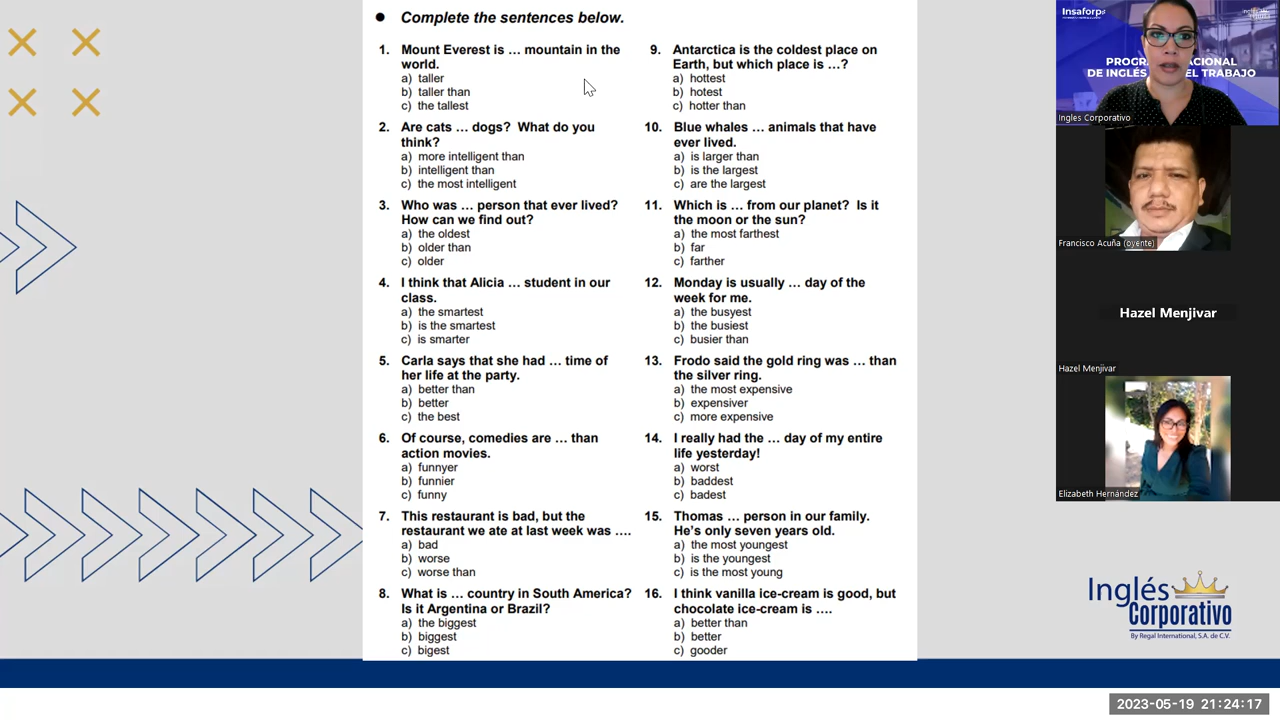 Complete the sentences below.
1. Mount Everest is … mountain in the
world.
a) taller
b) taller than
c) the tallest
2. Are cats … dogs? What do you
think?
a) more intelligent than
b) intelligent than
c) the most intelligent
3. Who was … person that ever lived?
How can we find out?
a) the oldest
b) older than
c) older
4. I think that Alicia … student in our
class.
a) the smartest
b) is the smartest
c) is smarter
5. Carla says that she had … time of
her life at the party.
a) better than
b) better
c) the best
6. Of course, comedies are … than
action movies.
a) funnyer
b) funnier
c) funny
7. This restaurant is bad, but the
restaurant we ate at last week was ….
a) bad
b) worse
c) worse than
8. What is … country in South America?
Is it Argentina or Brazil?
a) the biggest
b) biggest
c) bigest
9. Antarctica is the coldest place on
Earth, but which place is …?
a) hottest
b) hotest
c) hotter than
10. Blue whales … animals that have
ever lived.
a) is larger than
b) is the largest
c) are the largest
11. Which is … from our planet? Is it
the moon or the sun?
a) the most farthest
b) far
c) farther
12. Monday is usually … day of the
week for me.
a) the busyest
b) the busiest
c) busier than
13. Frodo said the gold ring was … than
the silver ring.
a) the most expensive
b) expensiver
c) more expensive
14. I really had the … day of my entire
life yesterday!
a) worst
b) baddest
c) badest
15. Thomas … person in our family.
He's only seven years old.
a) the most youngest
b) is the youngest
c) is the most young
16. I think vanilla ice-cream is good, but
chocolate ice-cream is ….
a) better than
b) better
c) gooder
Insaforp
DE INGLÉS EL TRABAJO
Ingles Corporativo
Francisco Acuña (oyente)
Hazel Menjivar
Hazel Menjivar
Elizabeth Hernández
Inglés
Corporativo
By Regal International, S.A. de C.V.
2023-05-19 21:24:17